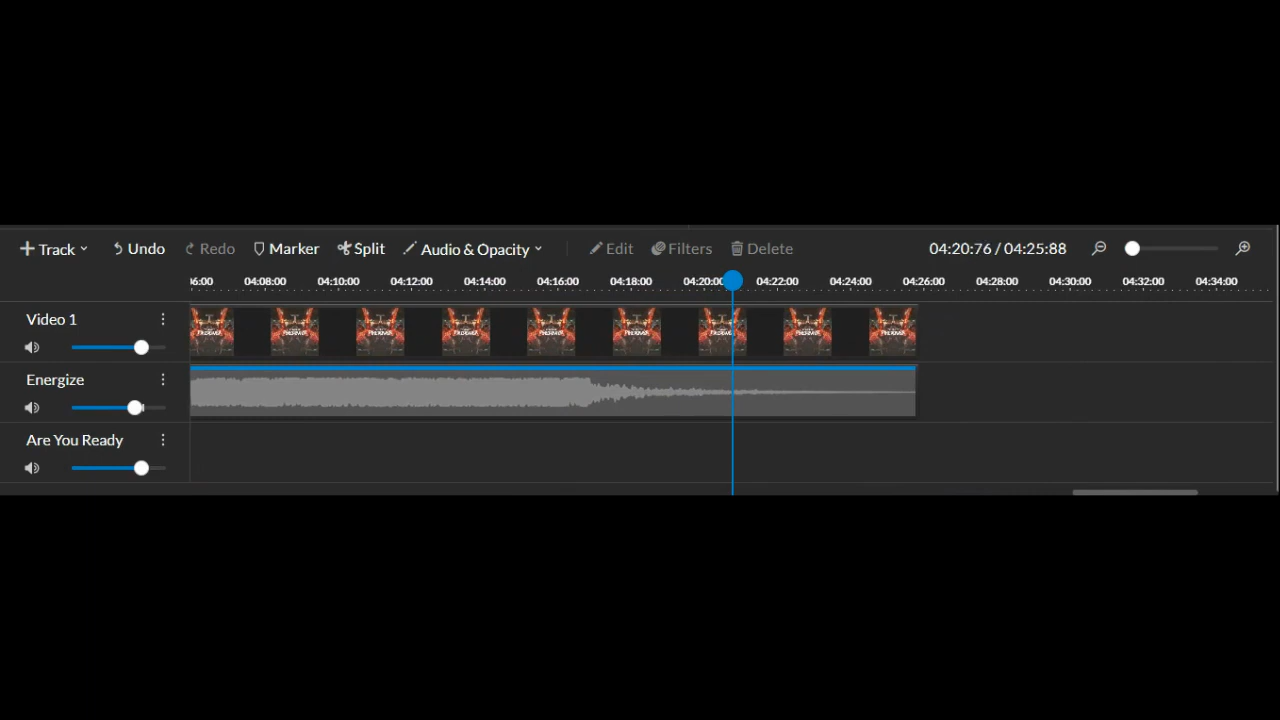 Track Undo Redo Marker Split Audio & Opacity Edit Filters Delete 04:20:76 / 04:25:88
04:08:00 04:10:00 04:12:00 04:14:00 04:16:00 04:18:00 04:20:00 04:22:00 04:24:00 04:26:00 04:28:00 04:30:00 04:32:00 04:34:00
Video 1
Energize
Are You Ready